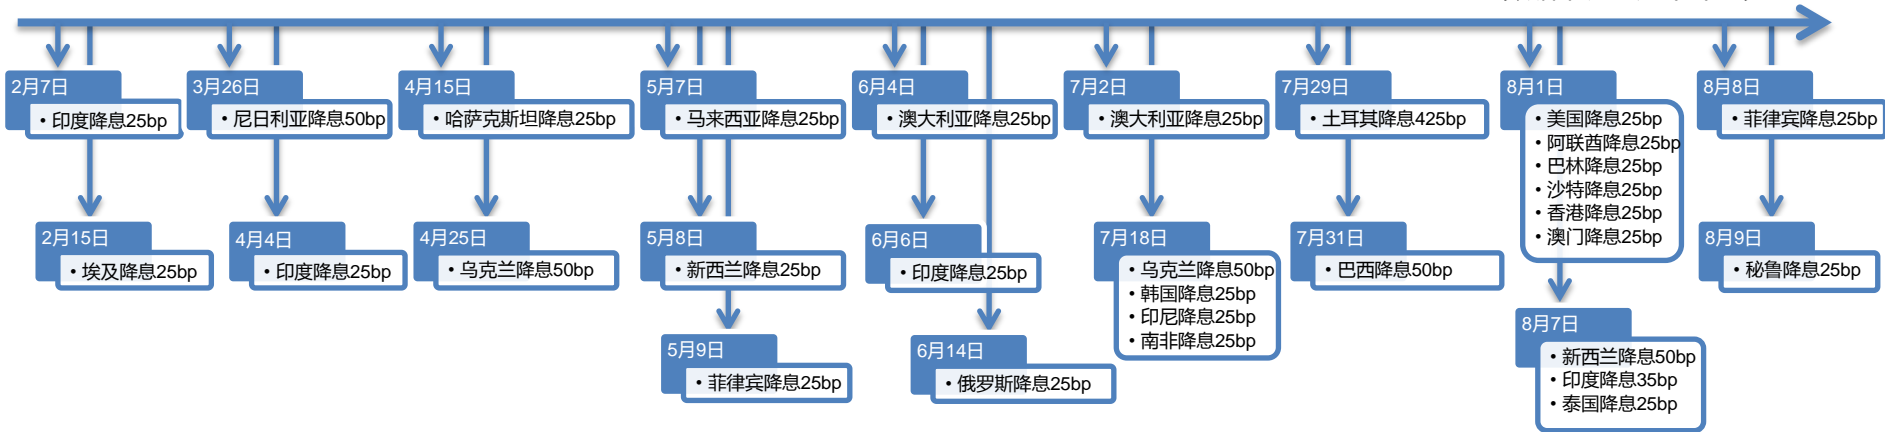 2月7日
• 印度降息25bp
2月15日
• 埃及降息25bp
3月26日
• 尼日利亚降息50bp
4月4日
• 印度降息25bp
4月15日
• 哈萨克斯坦降息25bp
4月25日
• 乌克兰降息50bp
5月7日
• 马来西亚降息25bp
5月8日
• 新西兰降息25bp
5月9日
• 菲律宾降息25bp
6月4日
• 澳大利亚降息25bp
6月6日
• 印度降息25bp
6月14日
• 俄罗斯降息25bp
7月2日
• 澳大利亚降息25bp
7月18日
• 乌克兰降息50bp
• 韩国降息25bp
• 印尼降息25bp
• 南非降息25bp
7月29日
• 土耳其降息425bp
7月31日
• 巴西降息50bp
8月1日
• 美国降息25bp
• 阿联酋降息25bp
• 巴林降息25bp
• 沙特降息25bp
• 香港降息25bp
• 澳门降息25bp
8月7日
• 新西兰降息50bp
• 印度降息35bp
• 泰国降息25bp
8月8日
• 菲律宾降息25bp
8月9日
• 秘鲁降息25bp